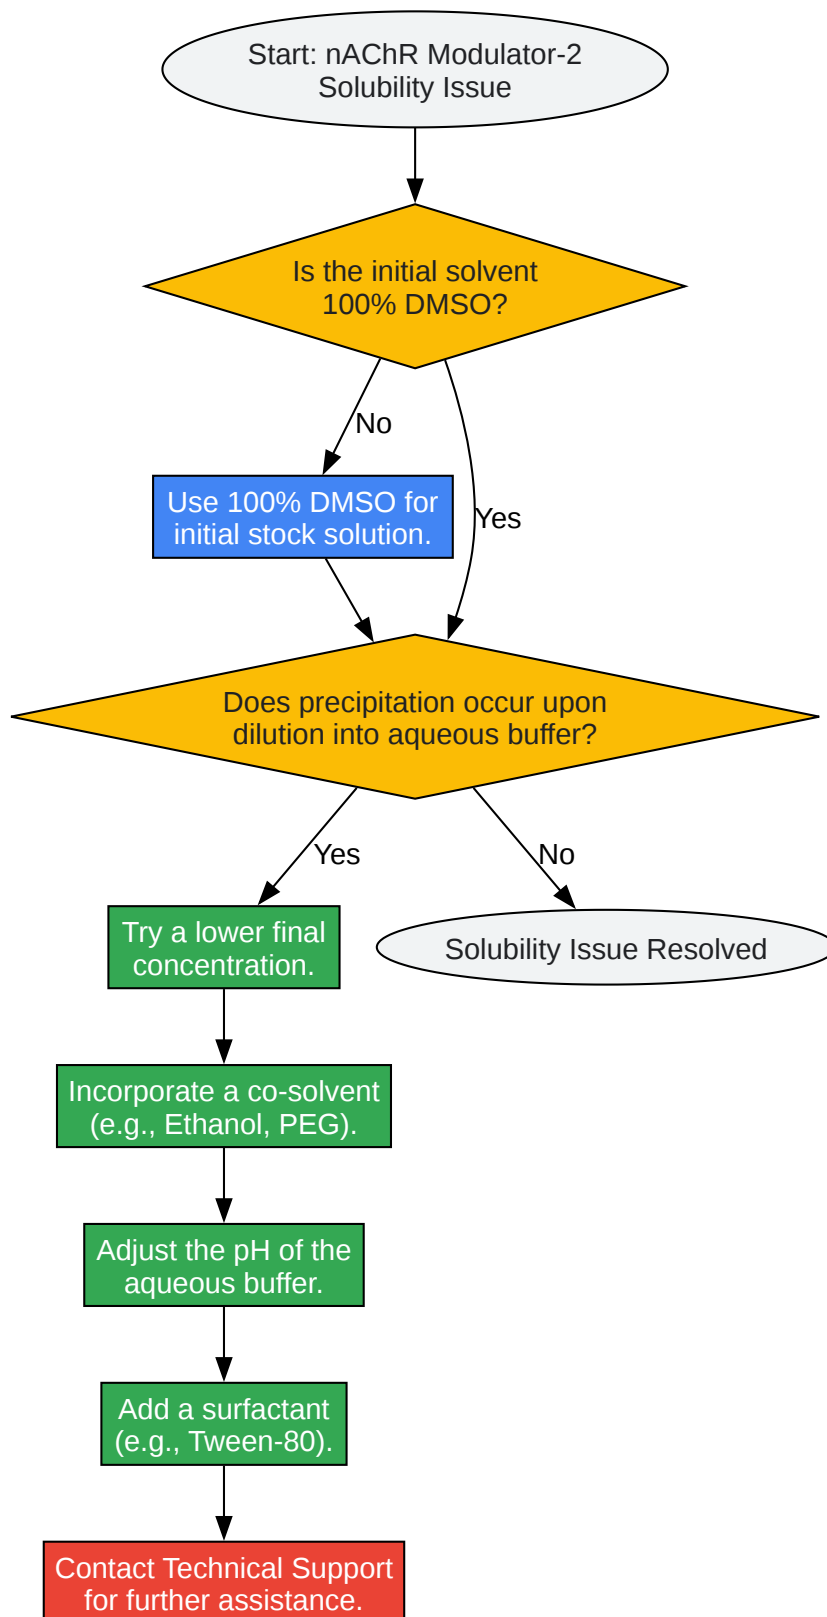 Start: nAChR Modulator-2
Solubility Issue
Is the initial solvent
100% DMSO?
No
Use 100% DMSO for
initial stock solution.
Yes
Does precipitation occur upon
dilution into aqueous buffer?
Yes
No
Try a lower final
concentration.
Solubility Issue Resolved
Incorporate a co-solvent
(e.g., Ethanol, PEG).
Adjust the pH of the
aqueous buffer.
Add a surfactant
(e.g., Tween-80).
Contact Technical Support
for further assistance.